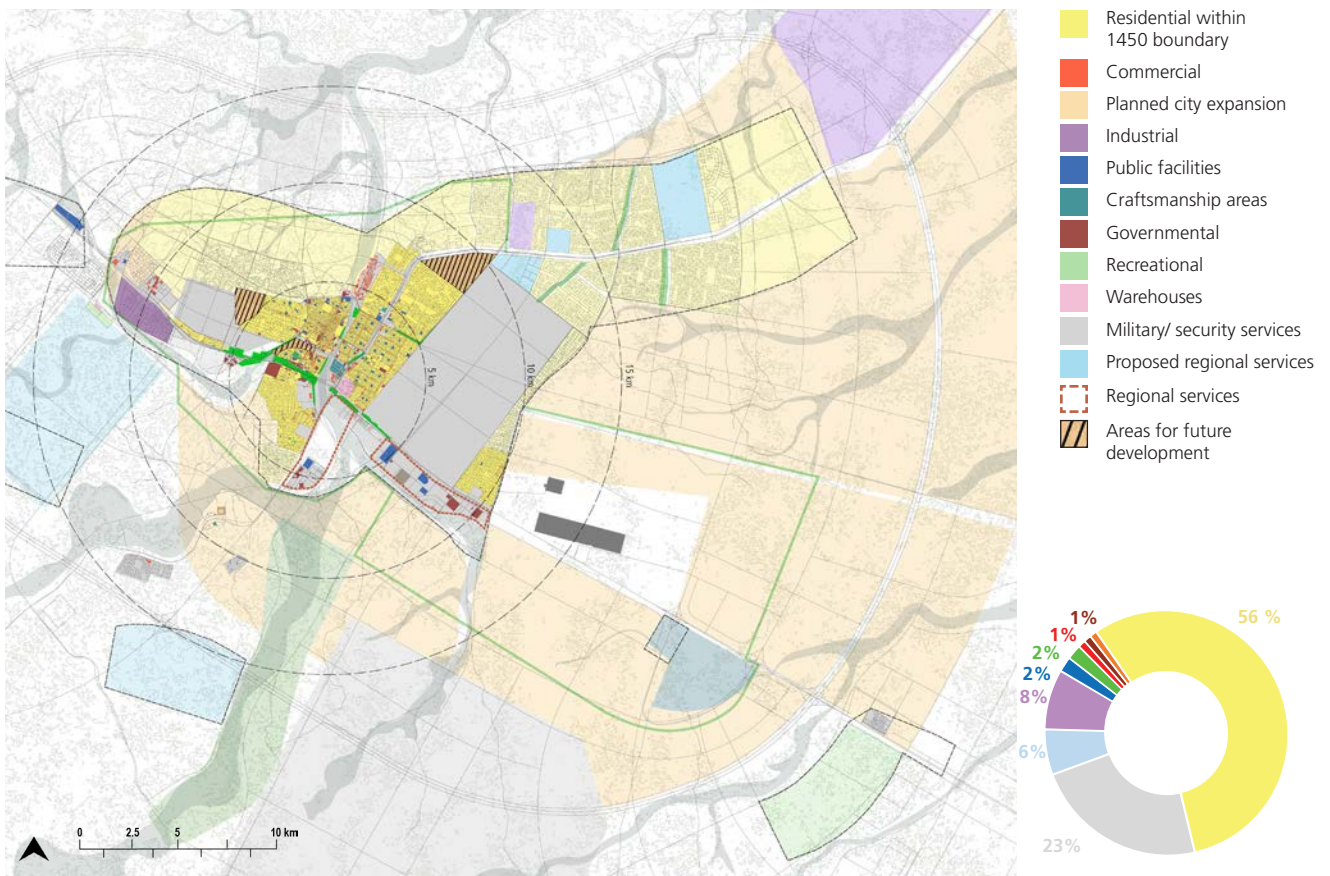 Residential within
1450 boundary
Commercial
Planned city expansion
Industrial
Public facilities
Craftsmanship areas
Governmental
Recreational
Warehouses
Military/ security services
Proposed regional services
Regional services
Areas for future
development
5 km
10 km
15 km
0 2.5 5 10 km
1%
1%
2%
2%
8%
6%
23%
56 %